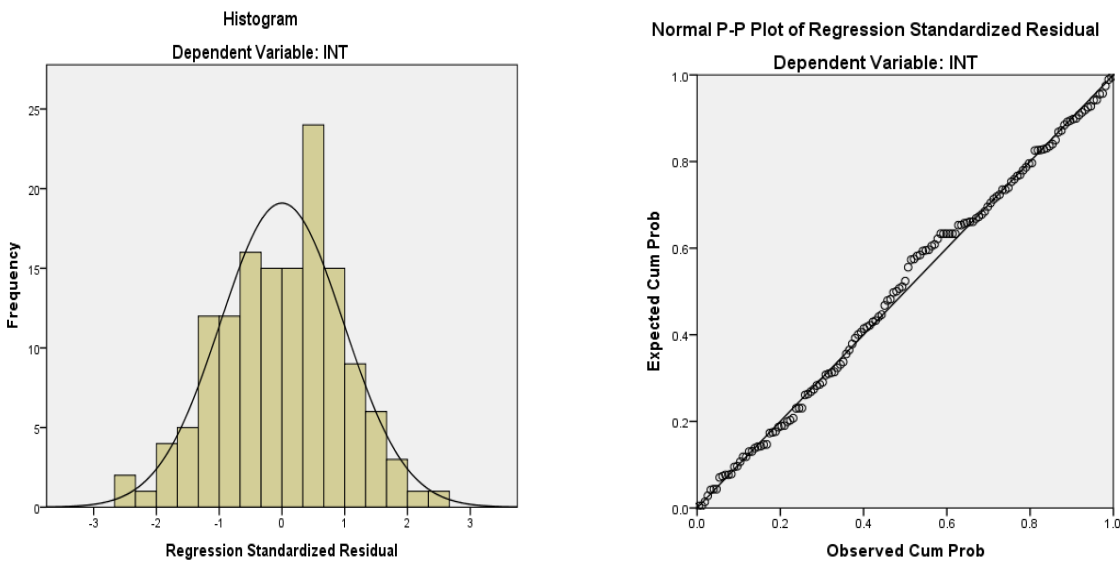 Histogram
Dependent Variable: INT
Frequency
25
20
15
10
5
0
-3 -2 -1 0 1 2 3
Regression Standardized Residual
Normal P-P Plot of Regression Standardized Residual
Dependent Variable: INT
Expected Cum Prob
1.0
0.8
0.6
0.4
0.2
0.0
0.0 0.2 0.4 0.6 0.8 1.0
Observed Cum Prob